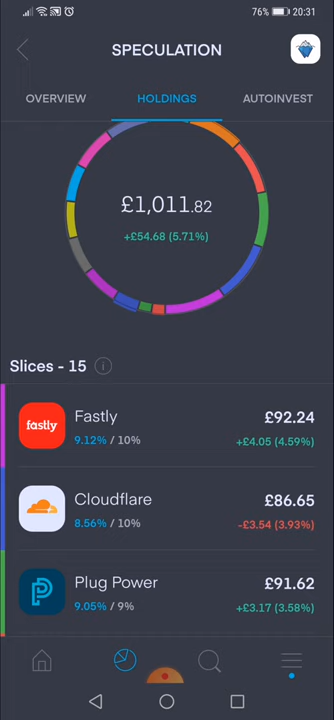 76% 20:31
SPECULATION
OVERVIEW HOLDINGS AUTOINVEST
£1,011.82
+£54.68 (5.71%)
Slices - 15 i
fastly Fastly £92.24
9.12% / 10% +£4.05 (4.59%)
Cloudflare £86.65
8.56% / 10% -£3.54 (3.93%)
Plug Power £91.62
9.05% / 9% +£3.17 (3.58%)